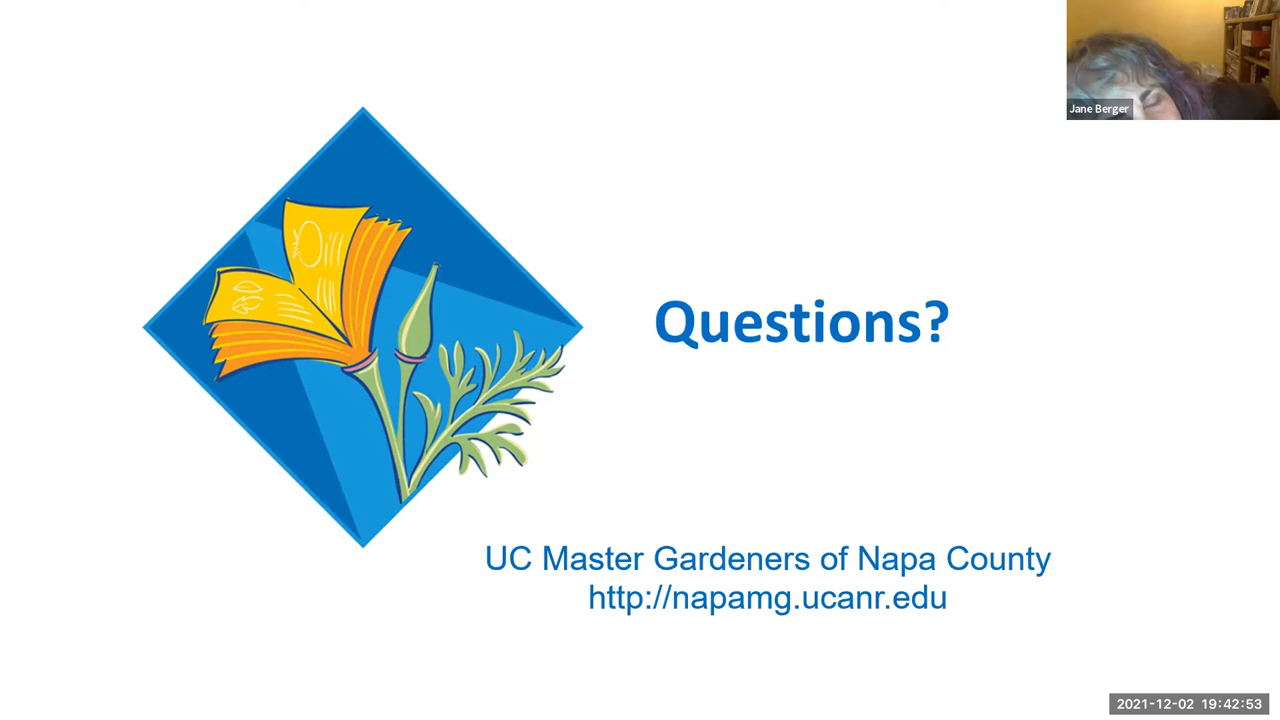 Jane Berger
Questions?
UC Master Gardeners of Napa County
http://napamg.ucanr.edu
2021-12-02 19:42:53